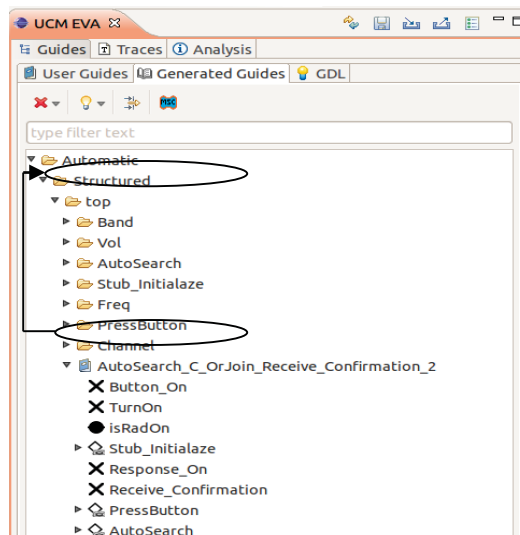 UCM EVA
Guides Traces Analysis
User Guides Generated Guides GDL
MSC
type filter text
Automatic
Structured
top
Band
Vol
AutoSearch
Stub_Initialaze
Freq
PressButton
Channel
AutoSearch_C_OrJoin_Receive_Confirmation_2
Button_On
TurnOn
isRadOn
Stub_Initialaze
Response_On
Receive_Confirmation
PressButton
AutoSearch